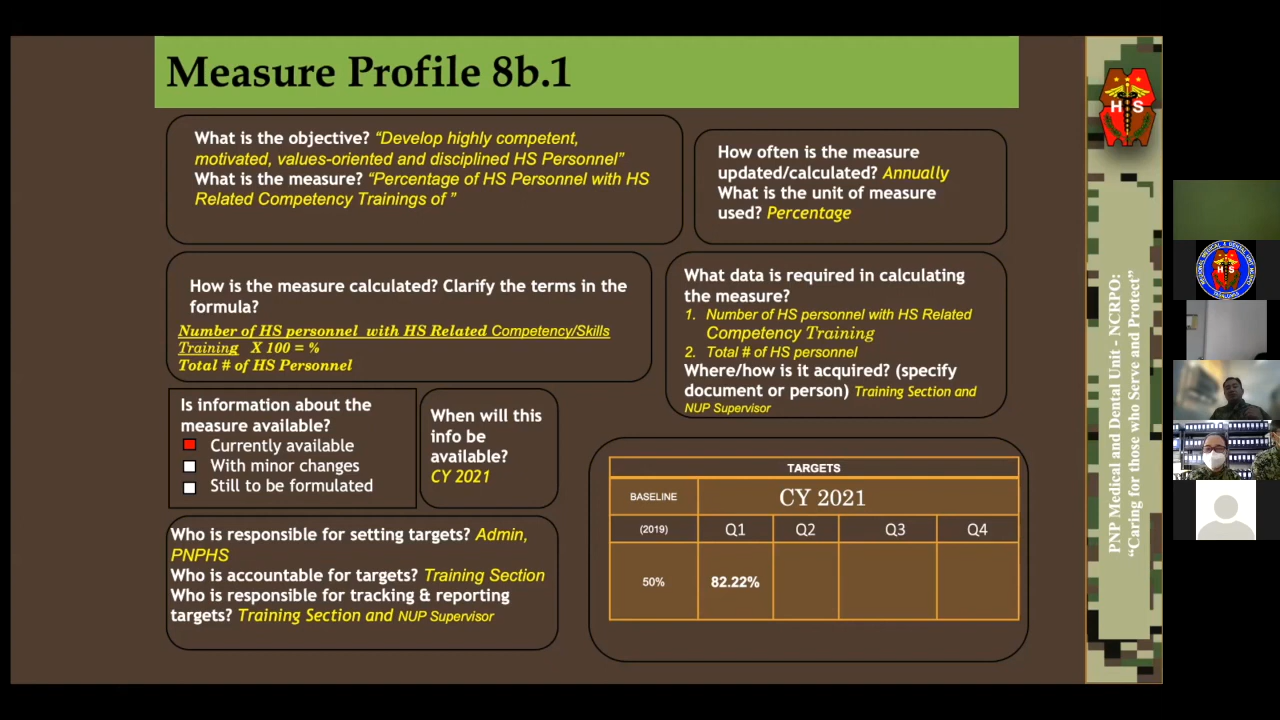 Measure Profile 8b.1
What is the objective? “Develop highly competent,
motivated, values-oriented and disciplined HS Personnel”
What is the measure? “Percentage of HS Personnel with HS
Related Competency Trainings of ”
How often is the measure
updated/calculated? Annually
What is the unit of measure
used? Percentage
How is the measure calculated? Clarify the terms in the
formula?
Number of HS personnel with HS Related Competency/Skills
Training X 100 = %
Total # of HS Personnel
What data is required in calculating
the measure?
1. Number of HS personnel with HS Related
Competency Training
2. Total # of HS personnel
Where/how is it acquired? (specify
document or person) Training Section and
NUP Supervisor
Is information about the
measure available?
Currently available
With minor changes
Still to be formulated
When will this
info be
available?
CY 2021
Who is responsible for setting targets? Admin,
PNPHS
Who is accountable for targets? Training Section
Who is responsible for tracking & reporting
targets? Training Section and NUP Supervisor
TARGETS
BASELINE CY 2021
(2019) Q1 Q2 Q3 Q4
50% 82.22%
HS
PNP Medical and Dental Unit - NCRPO:
“Caring for those who Serve and Protect”